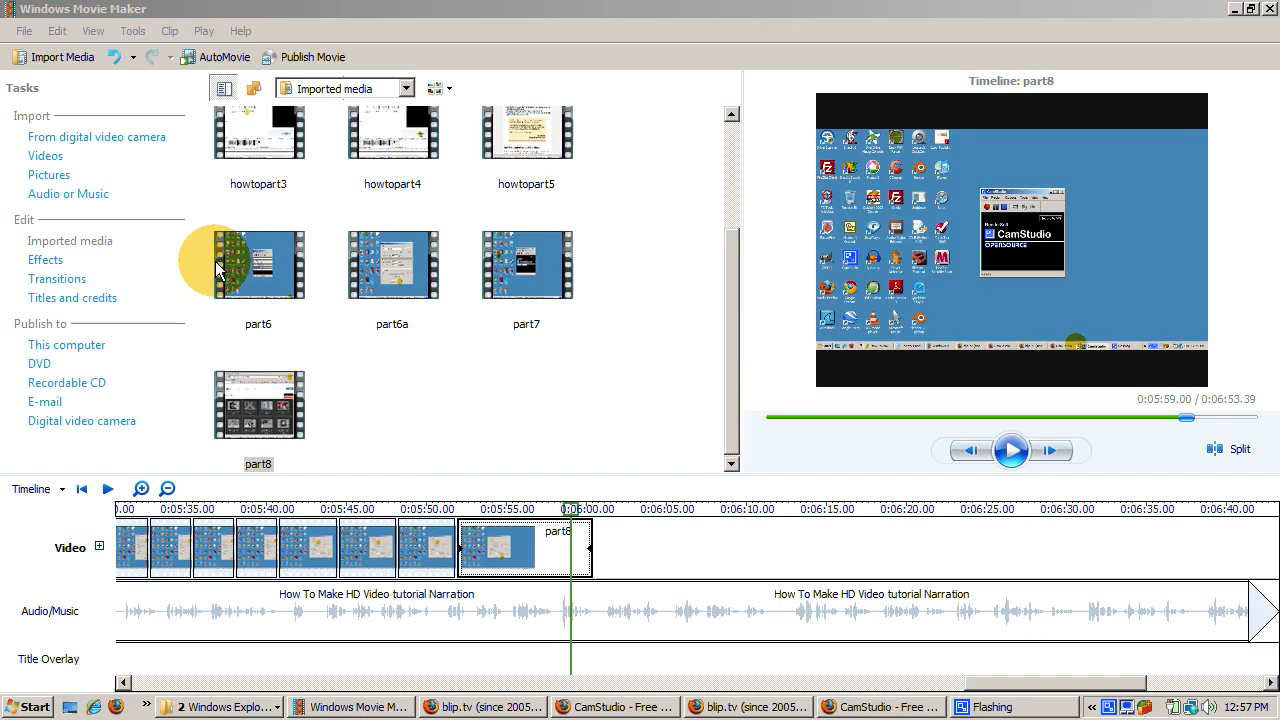 Windows Movie Maker
File Edit View Tools Clip Play Help
Import Media AutoMovie Publish Movie
Tasks
Imported media
Timeline: part8
Import
From digital video camera
Videos
Pictures
Audio or Music
Edit
Imported media
Effects
Transitions
Titles and credits
Publish to
This computer
DVD
Recordable CD
E-mail
Digital video camera
howtopart3 howtopart4 howtopart5
part6 part6a part7
part8
CamStudio
OPENSOURCE
0:05:59.00 / 0:06:53.39
Split
Timeline
0.00 0:05:35.00 0:05:40.00 0:05:45.00 0:05:50.00 0:05:55.00 0:06:00.00 0:06:05.00 0:06:10.00 0:06:15.00 0:06:20.00 0:06:25.00 0:06:30.00 0:06:35.00 0:06:40.00
Video
part8
How To Make HD Video tutorial Narration How To Make HD Video tutorial Narration
Audio/Music
Title Overlay
Start » 2 Windows Explo... Windows Movie M... blip.tv (since 2005... CamStudio - Free ... blip.tv (since 2005... CamStudio - Free ... Flashing « 12:57 PM